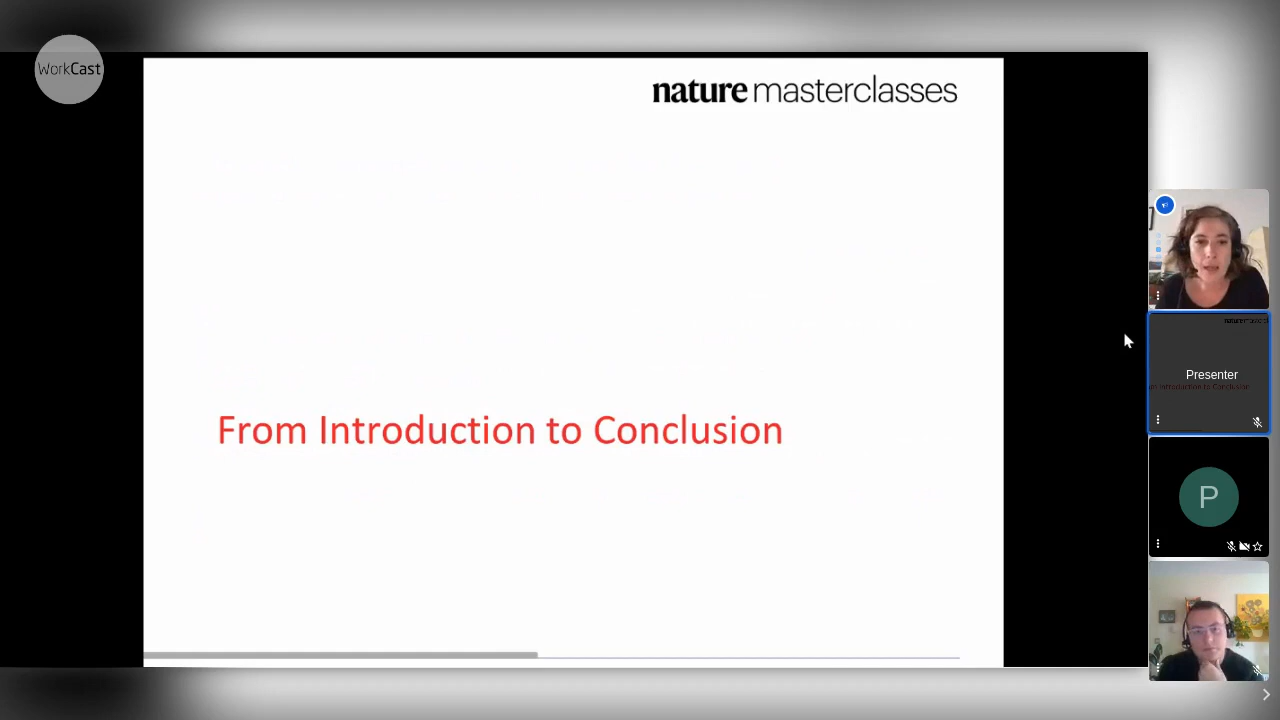 WorkCast
nature masterclasses
From Introduction to Conclusion
Presenter
P